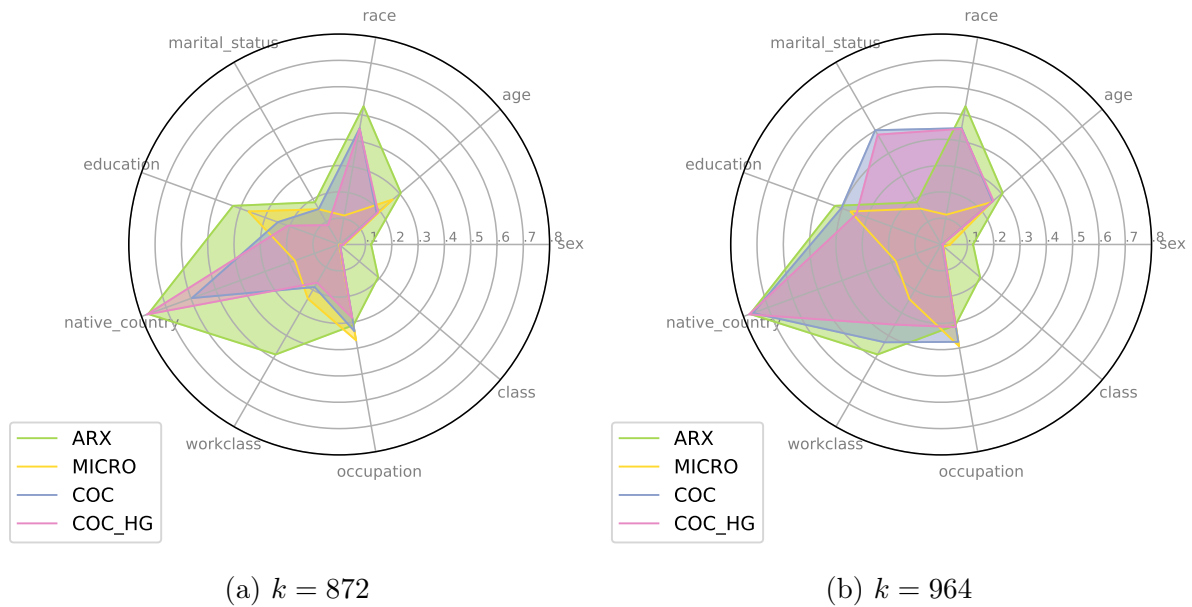 race
marital_status
age
education
.1 .2 .3 .4 .5 .6 .7 .8
sex
native_country
class
workclass
occupation
ARX
MICRO
COC
COC_HG
(a) k = 872
race
marital_status
age
education
.1 .2 .3 .4 .5 .6 .7 .8
sex
native_country
class
workclass
occupation
ARX
MICRO
COC
COC_HG
(b) k = 964